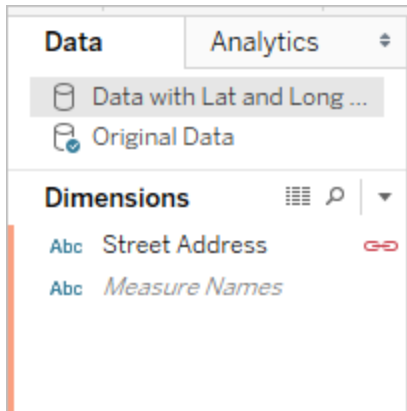 Data Analytics
Data with Lat and Long ...
Original Data
Dimensions
Abc Street Address
Abc Measure Names